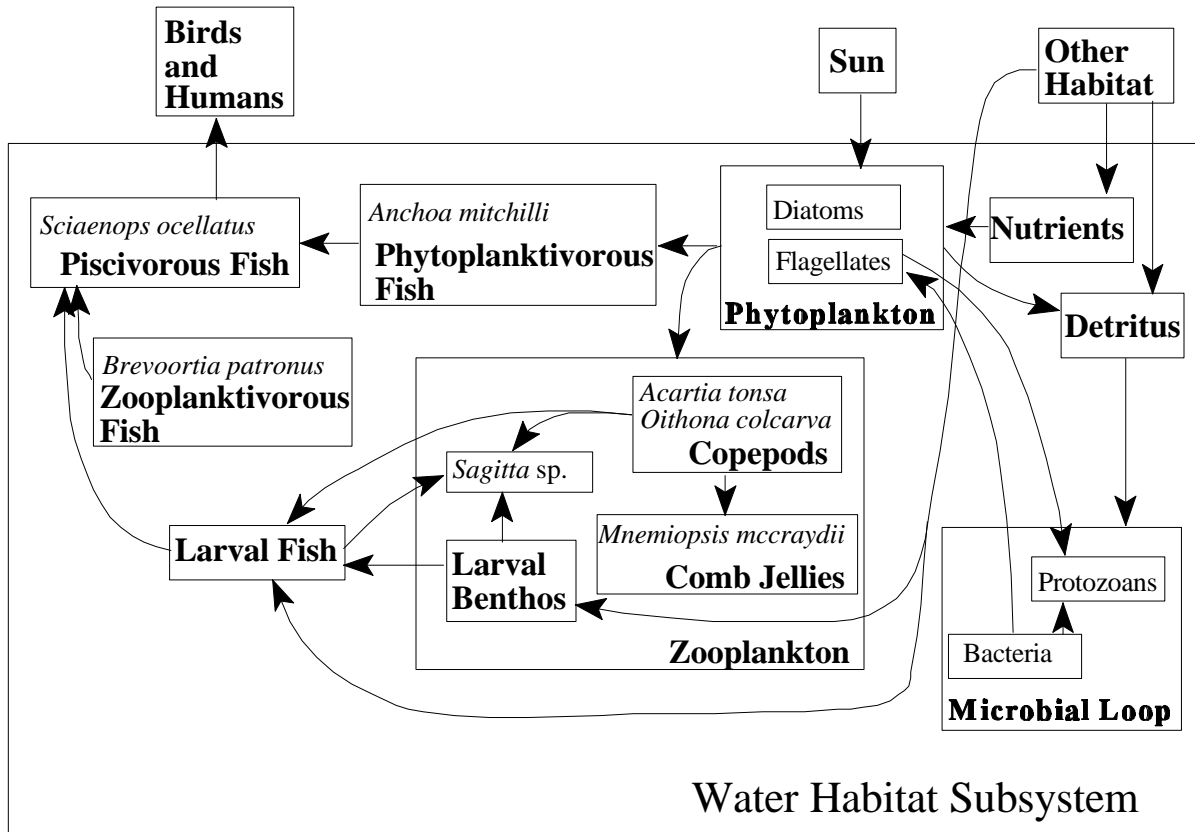 Birds
and
Humans
Sun
Other
Habitat
Sciaenops ocellatus
Piscivorous Fish
Anchoa mitchilli
Phytoplanktivorous
Fish
Diatoms
Flagellates
Phytoplankton
Nutrients
Detritus
Brevoortia patronus
Zooplanktivorous
Fish
Acartia tonsa
Oithona colcarva
Copepods
Sagitta sp.
Larval Fish
Larval
Benthos
Mnemiopsis mccraydii
Comb Jellies
Zooplankton
Protozoans
Bacteria
Microbial Loop
Water Habitat Subsystem